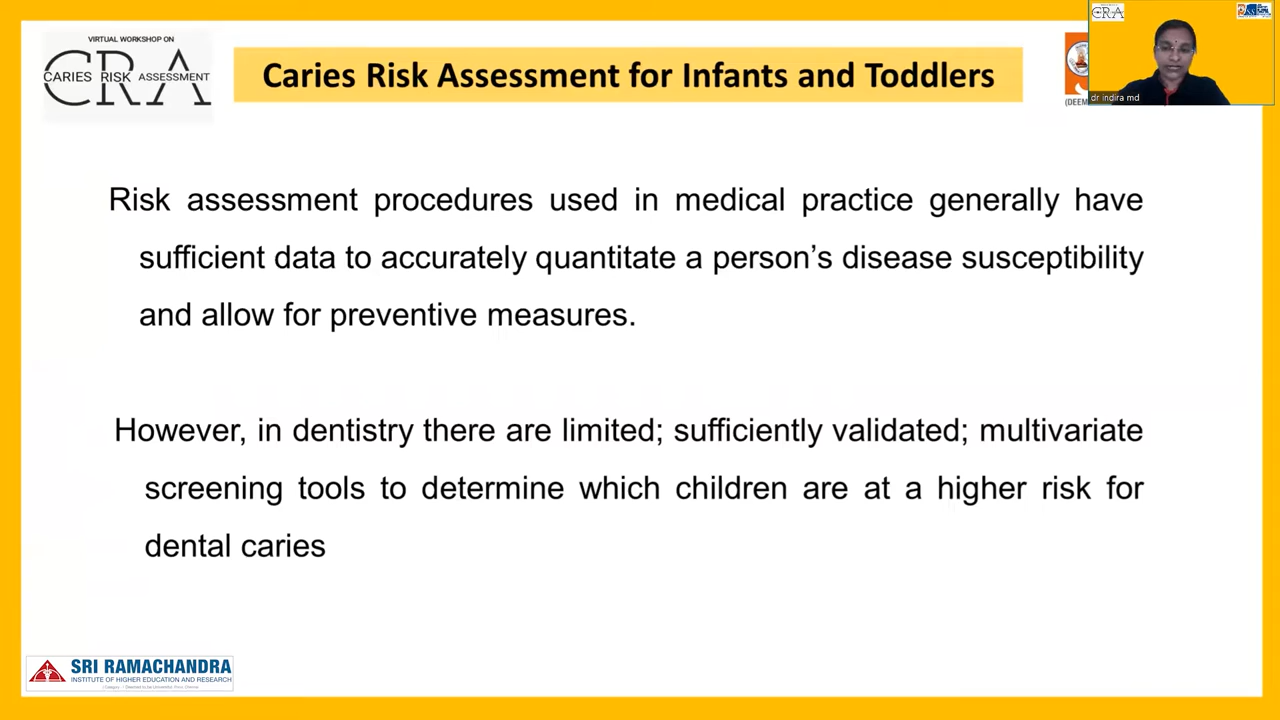 VIRTUAL WORKSHOP ON
CRA
CARIES RISK ASSESSMENT
Caries Risk Assessment for Infants and Toddlers
(DEEM
CRA
dr indira md
Risk assessment procedures used in medical practice generally have
sufficient data to accurately quantitate a person’s disease susceptibility
and allow for preventive measures.
However, in dentistry there are limited; sufficiently validated; multivariate
screening tools to determine which children are at a higher risk for
dental caries
SRI RAMACHANDRA
INSTITUTE OF HIGHER EDUCATION AND RESEARCH